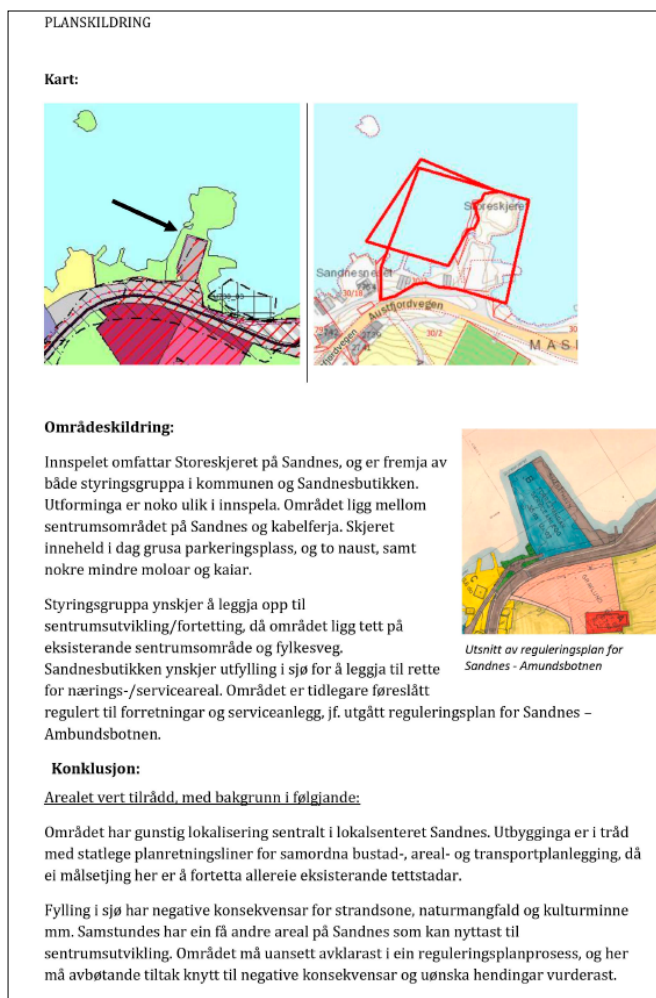 PLANSKILDRING
Kart:
Storeskjeret
Sandnesneset
30/18
Austfjordvegen
30/2
Områdeskildring:
Innspelet omfattar Storeskjeret på Sandnes, og er fremja av
både styringsgruppa i kommunen og Sandnesbutikken.
Utforminga er noko ulik i innspela. Området ligg mellom
sentrumsområdet på Sandnes og kabelferja. Skjeret
inneheld i dag grusa parkeringsplass, og to naust, samt
nokre mindre moloar og kaiar.
Styringsgruppa ynskjer å leggja opp til
sentrumsutvikling/fortetting, då området ligg tett på
eksisterande sentrumsområde og fylkesveg.
Sandnesbutikken ynskjer utfylling i sjø for å leggja til rette
for nærings-/serviceareal. Området er tidlegare føreslått
regulert til forretningar og serviceanlegg, jf. utgått reguleringsplan for Sandnes –
Ambundsbotnen.
Utsnitt av reguleringsplan for
Sandnes - Amundsbotnen
Konklusjon:
Arealet vert tilrådd, med bakgrunn i følgjande:
Området har gunstig lokalisering sentralt i lokalsenteret Sandnes. Utbygginga er i tråd
med statlege planretningsliner for samordna bustad-, areal- og transportplanlegging, då
ei målsetjing her er å fortetta allereie eksisterande tettstadar.
Fylling i sjø har negative konsekvensar for strandsone, naturmangfald og kulturminne
mm. Samstundes har ein få andre areal på Sandnes som kan nyttast til
sentrumsutvikling. Området må uansett avklarast i ein reguleringsplanprosess, og her
må avbøtande tiltak knytt til negative konsekvensar og uønska hendingar vurderast.